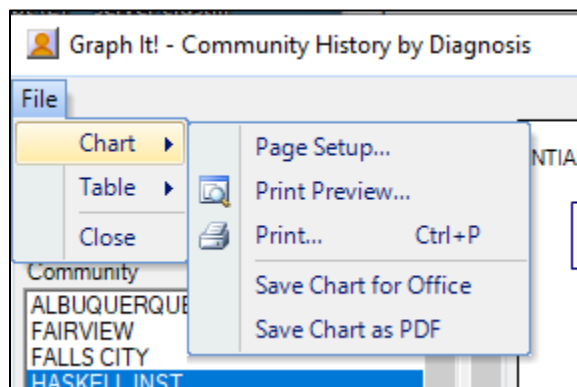 Graph It! - Community History by Diagnosis
File
Chart
Table
Close
Page Setup...
Print Preview...
Print... Ctrl+P
Save Chart for Office
Save Chart as PDF
NTIA
Community
ALBUQUERQUE
FAIRVIEW
FALLS CITY
HASKELL INST